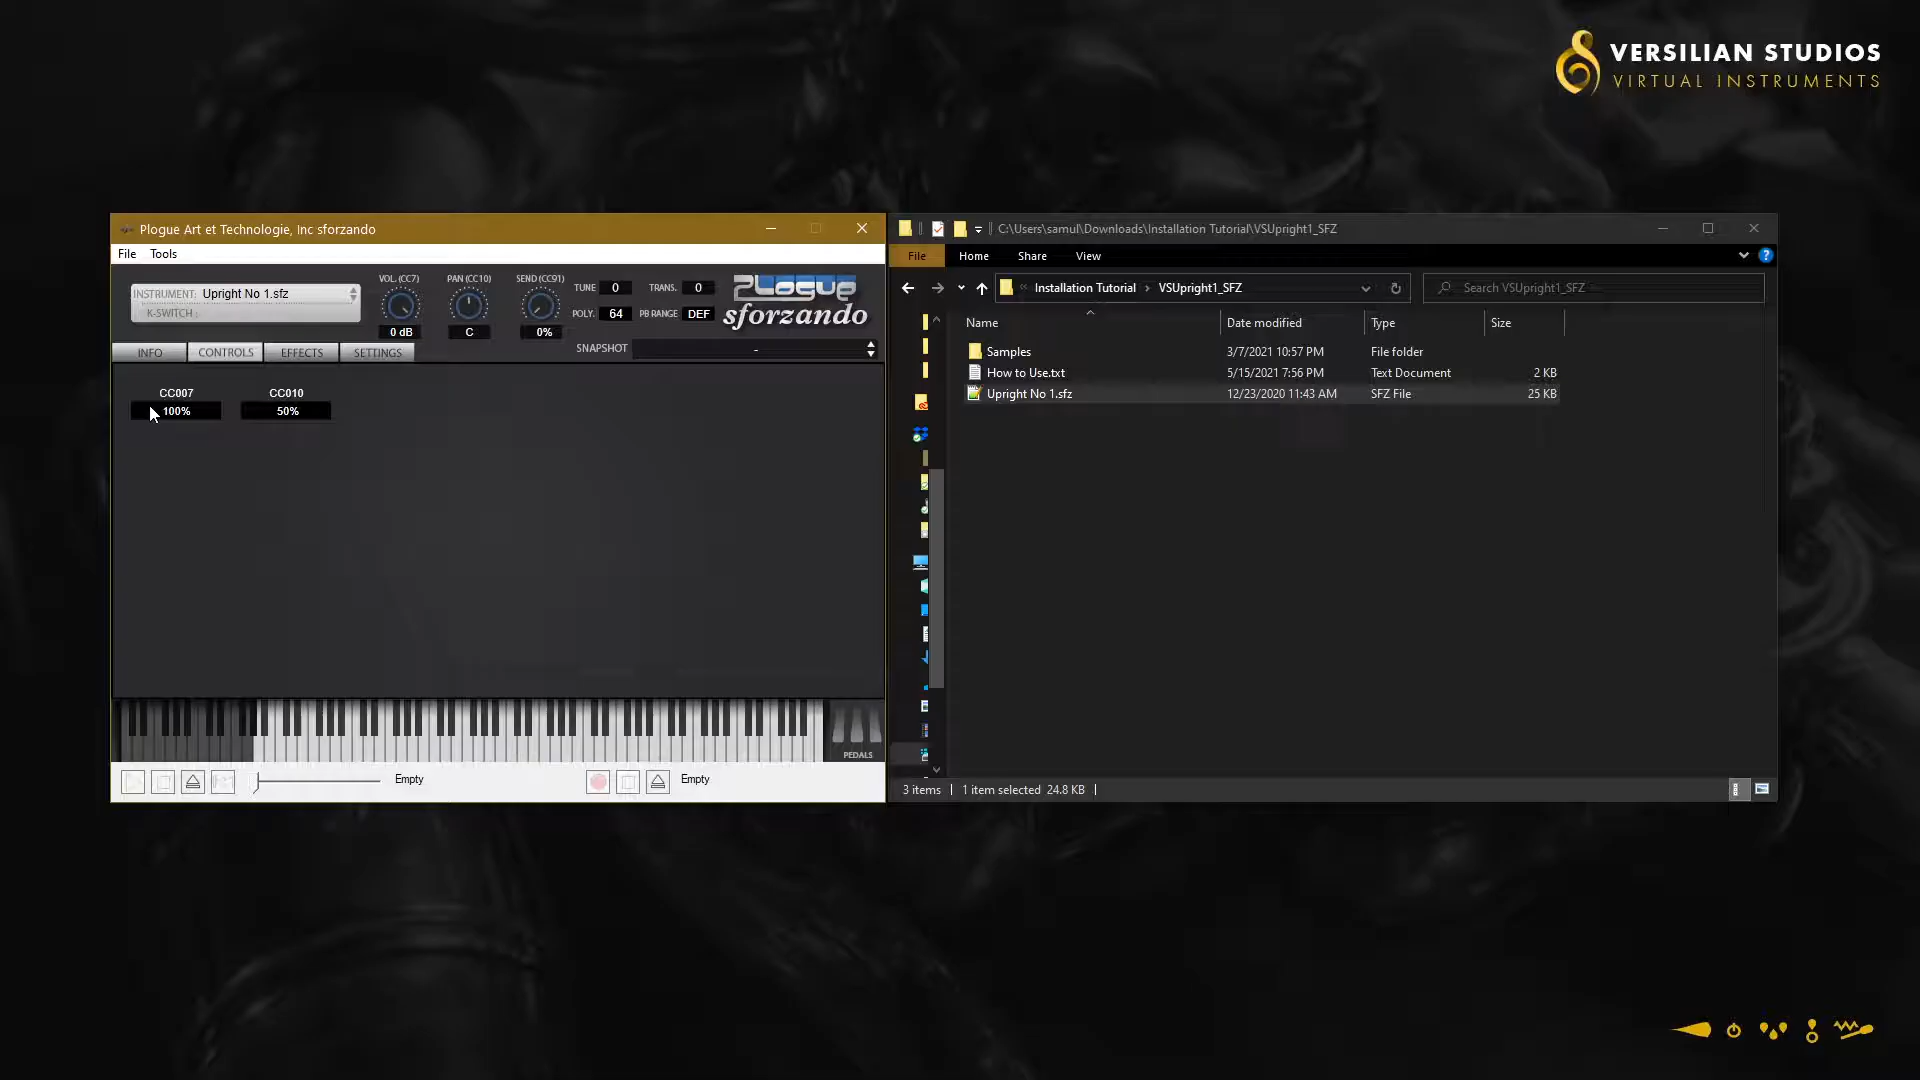 VERSILIAN STUDIOS
VIRTUAL INSTRUMENTS
Plogue Art et Technologie, Inc sforzando
File Tools
INSTRUMENT: Upright No 1.sfz
K-SWITCH :
VOL. (CC7) PAN (CC10) SEND (CC91)
0 dB C 0%
TUNE 0 TRANS. 0
POLY. 64 PB RANGE DEF
PLOGUE
sforzando
SNAPSHOT -
INFO CONTROLS EFFECTS SETTINGS
CC007 CC010
100% 50%
PEDALS
Empty Empty
C:\Users\samul\Downloads\Installation Tutorial\VSUpright1_SFZ
File Home Share View
« Installation Tutorial › VSUpright1_SFZ
Search VSUpright1_SFZ
Name Date modified Type Size
Samples 3/7/2021 10:57 PM File folder
How to Use.txt 5/15/2021 7:56 PM Text Document 2 KB
Upright No 1.sfz 12/23/2020 11:43 AM SFZ File 25 KB
3 items 1 item selected 24.8 KB